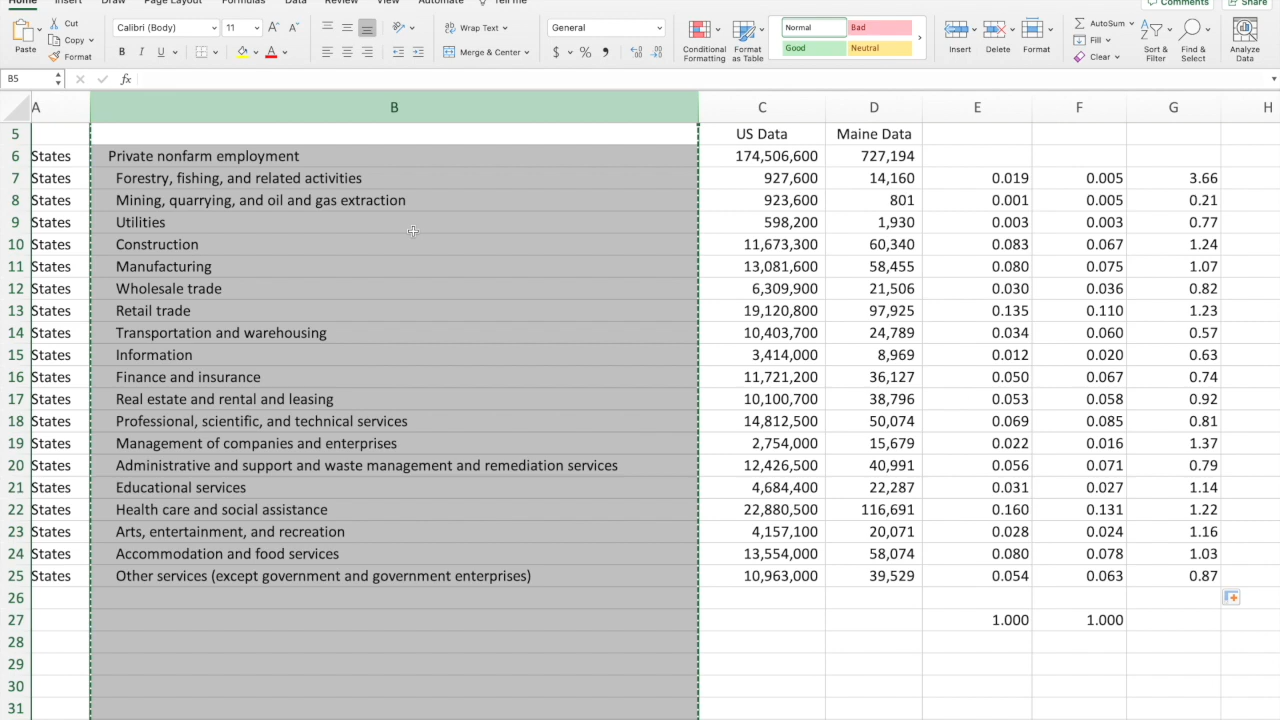 Home Insert Draw Page Layout Formulas Data Review View Automate Tell me Comments Share
Paste Cut Copy Format
Calibri (Body) 11 A A
B I U A
Wrap Text Merge & Center
General $ % )
Conditional Formatting Format as Table
Normal Bad
Good Neutral
Insert Delete Format
AutoSum Fill Clear
Sort & Filter Find & Select Analyze Data
B5 fx
A B C D E F G H
5 US Data Maine Data
6 States Private nonfarm employment 174,506,600 727,194
7 States Forestry, fishing, and related activities 927,600 14,160 0.019 0.005 3.66
8 States Mining, quarrying, and oil and gas extraction 923,600 801 0.001 0.005 0.21
9 States Utilities 598,200 1,930 0.003 0.003 0.77
10 States Construction 11,673,300 60,340 0.083 0.067 1.24
11 States Manufacturing 13,081,600 58,455 0.080 0.075 1.07
12 States Wholesale trade 6,309,900 21,506 0.030 0.036 0.82
13 States Retail trade 19,120,800 97,925 0.135 0.110 1.23
14 States Transportation and warehousing 10,403,700 24,789 0.034 0.060 0.57
15 States Information 3,414,000 8,969 0.012 0.020 0.63
16 States Finance and insurance 11,721,200 36,127 0.050 0.067 0.74
17 States Real estate and rental and leasing 10,100,700 38,796 0.053 0.058 0.92
18 States Professional, scientific, and technical services 14,812,500 50,074 0.069 0.085 0.81
19 States Management of companies and enterprises 2,754,000 15,679 0.022 0.016 1.37
20 States Administrative and support and waste management and remediation services 12,426,500 40,991 0.056 0.071 0.79
21 States Educational services 4,684,400 22,287 0.031 0.027 1.14
22 States Health care and social assistance 22,880,500 116,691 0.160 0.131 1.22
23 States Arts, entertainment, and recreation 4,157,100 20,071 0.028 0.024 1.16
24 States Accommodation and food services 13,554,000 58,074 0.080 0.078 1.03
25 States Other services (except government and government enterprises) 10,963,000 39,529 0.054 0.063 0.87
26
27 1.000 1.000
28
29
30
31